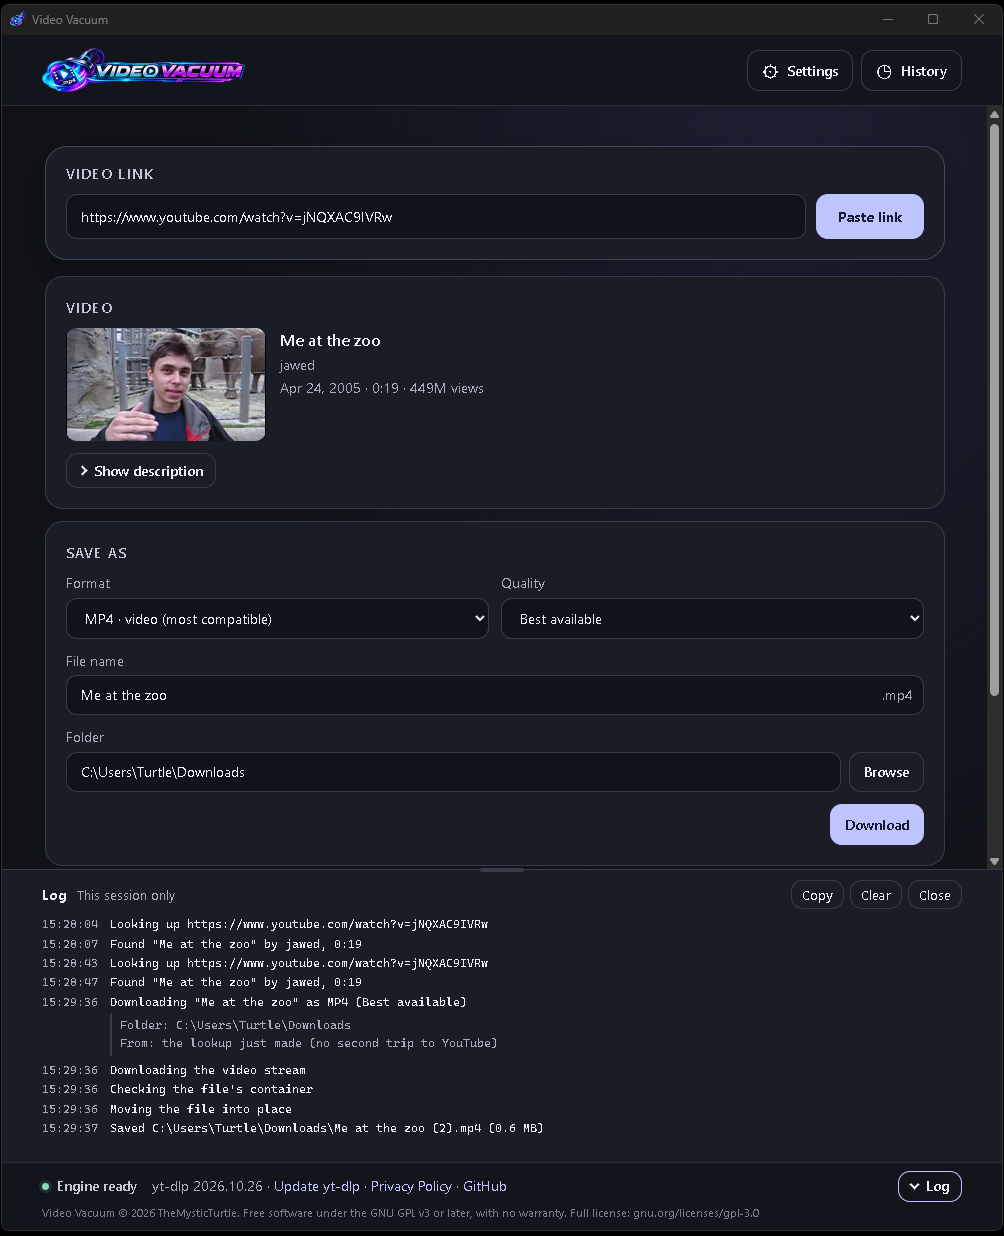 Video Vacuum
.mp4
VIDEO VACUUM
Settings
History
VIDEO LINK
https://www.youtube.com/watch?v=jNQXAC9IVRw
Paste link
VIDEO
Me at the zoo
jawed
Apr 24, 2005 · 0:19 · 449M views
Show description
SAVE AS
Format
Quality
MP4 · video (most compatible)
Best available
File name
Me at the zoo
.mp4
Folder
C:\Users\Turtle\Downloads
Browse
Download
Log This session only
Copy
Clear
Close
15:28:04 Looking up https://www.youtube.com/watch?v=jNQXAC9IVRw
15:28:07 Found "Me at the zoo" by jawed, 0:19
15:28:43 Looking up https://www.youtube.com/watch?v=jNQXAC9IVRw
15:28:47 Found "Me at the zoo" by jawed, 0:19
15:29:36 Downloading "Me at the zoo" as MP4 (Best available)
Folder: C:\Users\Turtle\Downloads
From: the lookup just made (no second trip to YouTube)
15:29:36 Downloading the video stream
15:29:36 Checking the file's container
15:29:36 Moving the file into place
15:29:37 Saved C:\Users\Turtle\Downloads\Me at the zoo (2).mp4 (0.6 MB)
Engine ready yt-dlp 2026.10.26 · Update yt-dlp · Privacy Policy · GitHub
Log
Video Vacuum © 2026 TheMysticTurtle. Free software under the GNU GPL v3 or later, with no warranty. Full license: gnu.org/licenses/gpl-3.0